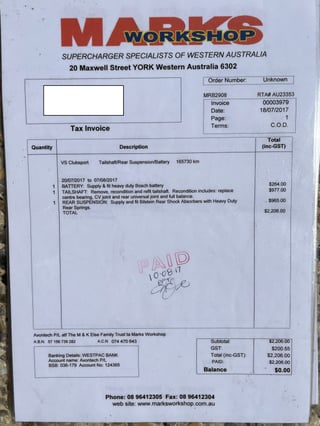 MARKS
WORKSHOP
SUPERCHARGER SPECIALISTS OF WESTERN AUSTRALIA
20 Maxwell Street YORK Western Australia 6302
Order Number: Unknown
MRB2908 RTA# AU23353
Invoice 00003979
Date: 18/07/2017
Page: 1
Terms: C.O.D.
Tax Invoice
Quantity Description Total (inc-GST)
VS Clubsport Tailshaft/Rear Suspension/Battery 165730 km
20/07/2017 to 07/08/2017
1 BATTERY: Supply & fit heavy duty Bosch battery $264.00
1 TAILSHAFT: Remove, recondition and refit tailshaft. Recondition includes: replace $977.00
centre bearing, CV joint and rear universal joint and full balance.
1 REAR SUSPENSION: Supply and fit Bilstein Rear Shock Absorbers with Heavy Duty $965.00
Rear Springs.
TOTAL $2,206.00
PAID
10.08.17
Avontech P/L atf The M & K Else Family Trust ta Marks Workshop
A.B.N. 57 186 738 282 A.C.N. 074 470 643
Banking Details: WESTPAC BANK
Account name: Avontech P/L
BSB: 036-179 Account No: 124365
Subtotal $2,206.00
GST: $200.55
Total (inc-GST): $2,206.00
PAID: $2,206.00
Balance $0.00
Phone: 08 96412305 Fax: 08 96412304
web site: www.marksworkshop.com.au